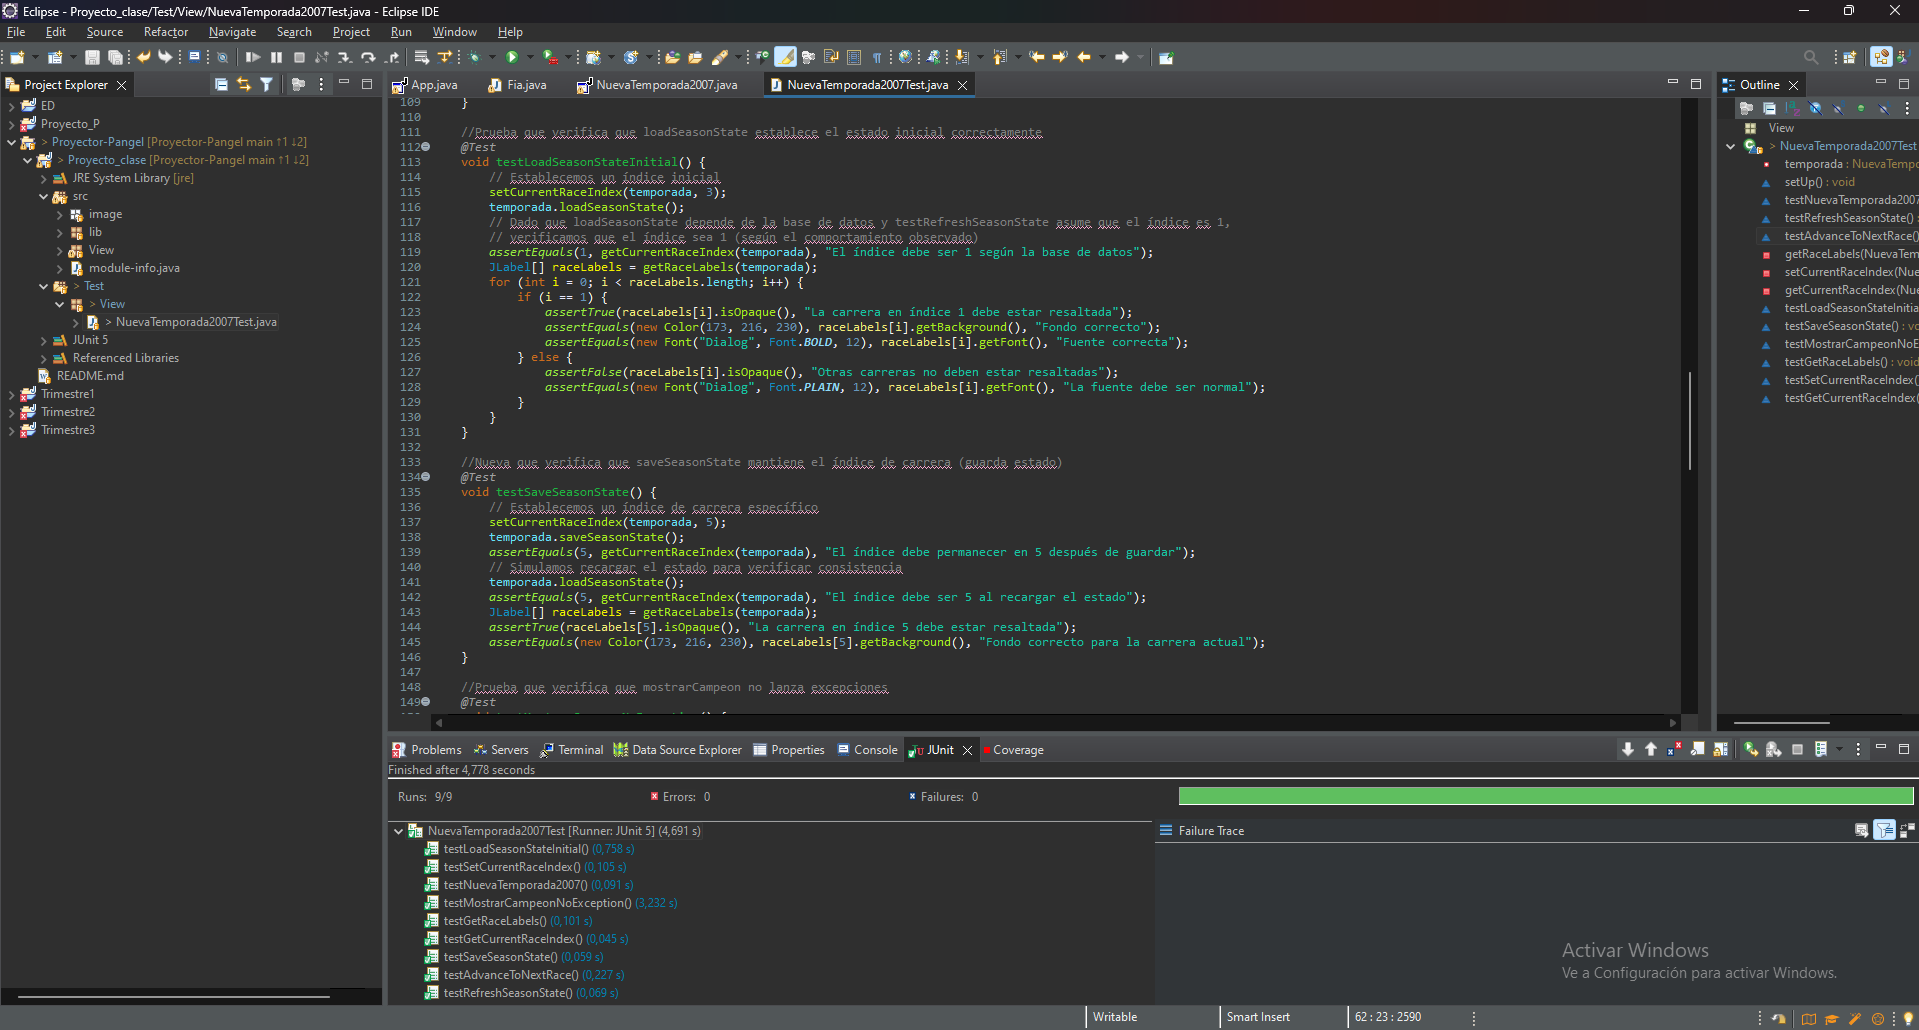 Eclipse - Proyecto_clase/Test/View/NuevaTemporada2007Test.java - Eclipse IDE
File Edit Source Refactor Navigate Search Project Run Window Help
Project Explorer
ED
Proyecto_P
> Proyector-Pangel [Proyector-Pangel main ↑1 ↓2]
> Proyecto_clase [Proyector-Pangel main ↑1 ↓2]
JRE System Library [jre]
src
image
lib
View
module-info.java
> Test
> View
> NuevaTemporada2007Test.java
JUnit 5
Referenced Libraries
README.md
Trimestre1
Trimestre2
Trimestre3
App.java Fia.java NuevaTemporada2007.java NuevaTemporada2007Test.java
109 }
110
111 //Prueba que verifica que loadSeasonState establece el estado inicial correctamente
112 @Test
113 void testLoadSeasonStateInitial() {
114 // Establecemos un índice inicial
115 setCurrentRaceIndex(temporada, 3);
116 temporada.loadSeasonState();
117 // Dado que loadSeasonState depende de la base de datos y testRefreshSeasonState asume que el índice es 1,
118 // verificamos que el índice sea 1 (según el comportamiento observado)
119 assertEquals(1, getCurrentRaceIndex(temporada), "El índice debe ser 1 según la base de datos");
120 JLabel[] raceLabels = getRaceLabels(temporada);
121 for (int i = 0; i < raceLabels.length; i++) {
122 if (i == 1) {
123 assertTrue(raceLabels[i].isOpaque(), "La carrera en índice 1 debe estar resaltada");
124 assertEquals(new Color(173, 216, 230), raceLabels[i].getBackground(), "Fondo correcto");
125 assertEquals(new Font("Dialog", Font.BOLD, 12), raceLabels[i].getFont(), "Fuente correcta");
126 } else {
127 assertFalse(raceLabels[i].isOpaque(), "Otras carreras no deben estar resaltadas");
128 assertEquals(new Font("Dialog", Font.PLAIN, 12), raceLabels[i].getFont(), "La fuente debe ser normal");
129 }
130 }
131 }
132
133 //Nueva que verifica que saveSeasonState mantiene el índice de carrera (guarda estado)
134 @Test
135 void testSaveSeasonState() {
136 // Establecemos un índice de carrera específico
137 setCurrentRaceIndex(temporada, 5);
138 temporada.saveSeasonState();
139 assertEquals(5, getCurrentRaceIndex(temporada), "El índice debe permanecer en 5 después de guardar");
140 // Simulamos recargar el estado para verificar consistencia
141 temporada.loadSeasonState();
142 assertEquals(5, getCurrentRaceIndex(temporada), "El índice debe ser 5 al recargar el estado");
143 JLabel[] raceLabels = getRaceLabels(temporada);
144 assertTrue(raceLabels[5].isOpaque(), "La carrera en índice 5 debe estar resaltada");
145 assertEquals(new Color(173, 216, 230), raceLabels[5].getBackground(), "Fondo correcto para la carrera actual");
146 }
147
148 //Prueba que verifica que mostrarCampeon no lanza excepciones
149 @Test
Outline
View
> NuevaTemporada2007Test
temporada : NuevaTempo
setUp() : void
testNuevaTemporada2007
testRefreshSeasonState()
testAdvanceToNextRace()
getRaceLabels(NuevaTem
setCurrentRaceIndex(Nue
getCurrentRaceIndex(Nue
testLoadSeasonStateInitia
testSaveSeasonState() : vo
testMostrarCampeonNoE
testGetRaceLabels() : void
testSetCurrentRaceIndex(
testGetCurrentRaceIndex(
Problems Servers Terminal Data Source Explorer Properties Console JUnit Coverage
Finished after 4,778 seconds
Runs: 9/9 Errors: 0 Failures: 0
NuevaTemporada2007Test [Runner: JUnit 5] (4,691 s)
testLoadSeasonStateInitial() (0,758 s)
testSetCurrentRaceIndex() (0,105 s)
testNuevaTemporada2007() (0,091 s)
testMostrarCampeonNoException() (3,232 s)
testGetRaceLabels() (0,101 s)
testGetCurrentRaceIndex() (0,045 s)
testSaveSeasonState() (0,059 s)
testAdvanceToNextRace() (0,227 s)
testRefreshSeasonState() (0,069 s)
Failure Trace
Activar Windows
Ve a Configuración para activar Windows.
Writable Smart Insert 62 : 23 : 2590